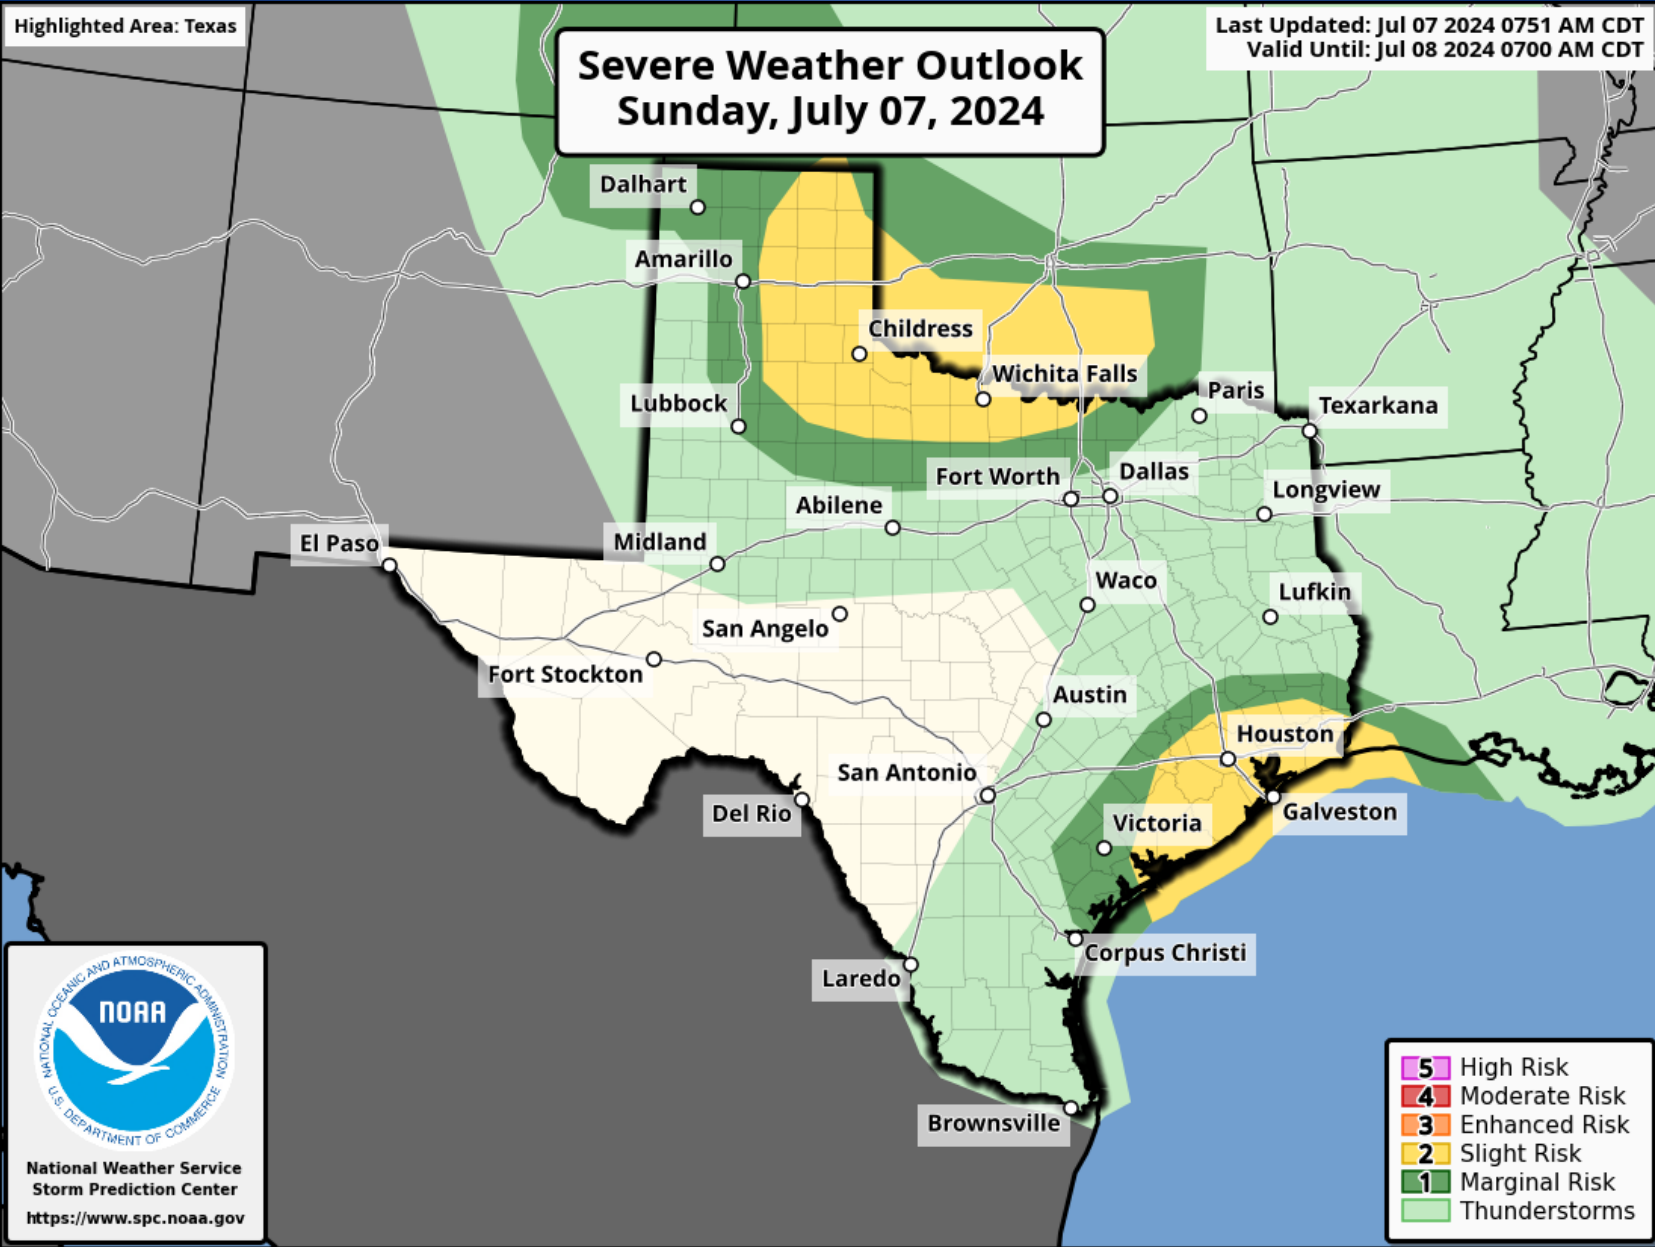 Highlighted Area: Texas
Severe Weather Outlook
Sunday, July 07, 2024
Last Updated: Jul 07 2024 0751 AM CDT
Valid Until: Jul 08 2024 0700 AM CDT
Dalhart
Amarillo
Childress
Wichita Falls
Lubbock
Paris
Texarkana
Fort Worth
Dallas
Longview
Abilene
El Paso
Midland
Waco
Lufkin
San Angelo
Fort Stockton
Austin
Houston
San Antonio
Del Rio
Victoria
Galveston
Corpus Christi
Laredo
Brownsville
NATIONAL OCEANIC AND ATMOSPHERIC ADMINISTRATION
NOAA
U.S. DEPARTMENT OF COMMERCE
National Weather Service
Storm Prediction Center
https://www.spc.noaa.gov
5 High Risk
4 Moderate Risk
3 Enhanced Risk
2 Slight Risk
1 Marginal Risk
Thunderstorms